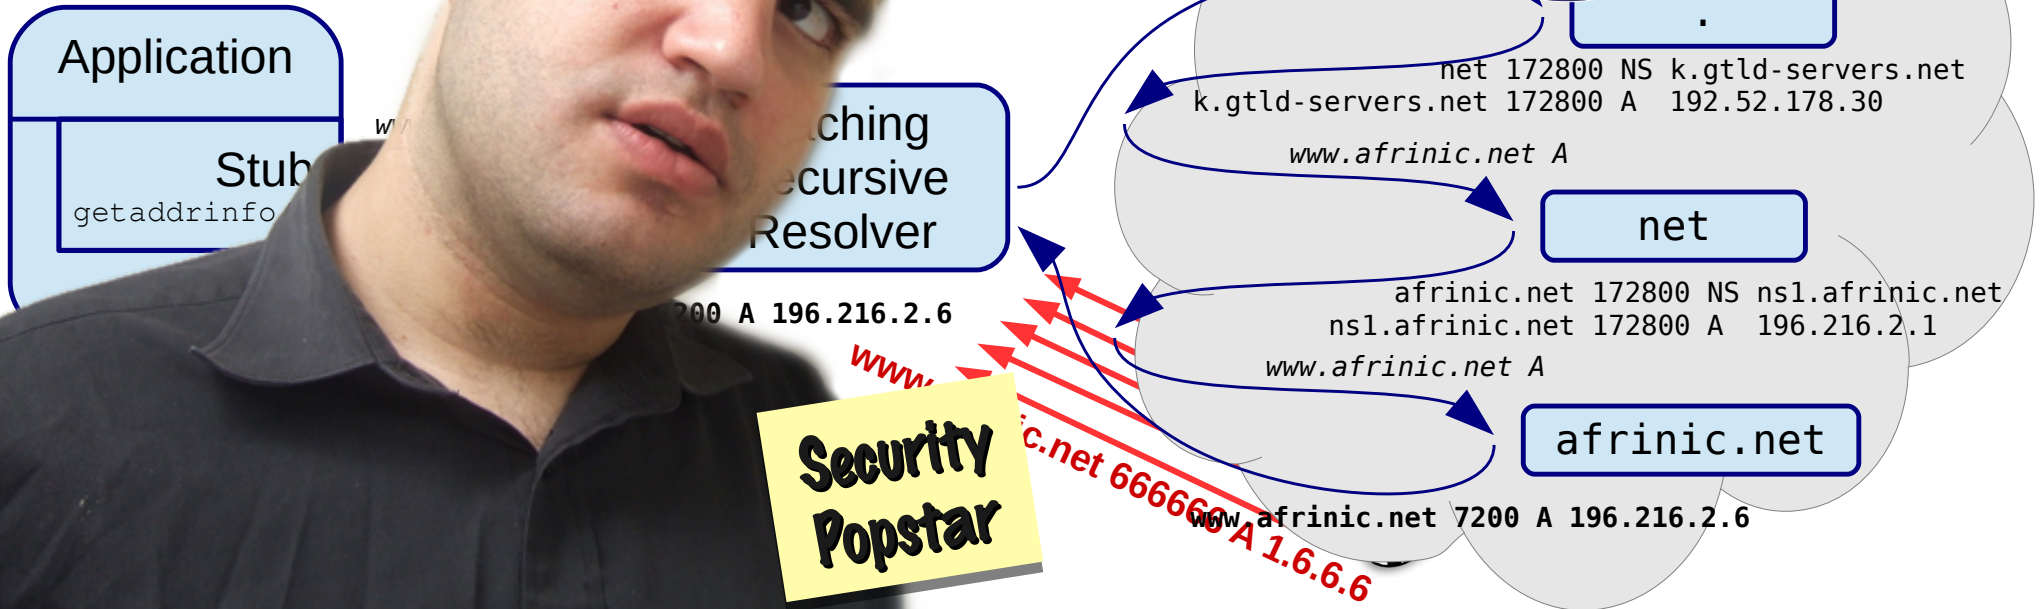 Application
Stub
getaddrinfo
ching
ecursive
Resolver
200 A 196.216.2.6
www.
ic.net 666666 A 1.6.6.6
Security
Popstar
.
net 172800 NS k.gtld-servers.net
k.gtld-servers.net 172800 A 192.52.178.30
www.afrinic.net A
net
afrinic.net 172800 NS ns1.afrinic.net
ns1.afrinic.net 172800 A 196.216.2.1
www.afrinic.net A
afrinic.net
www.afrinic.net 7200 A 196.216.2.6